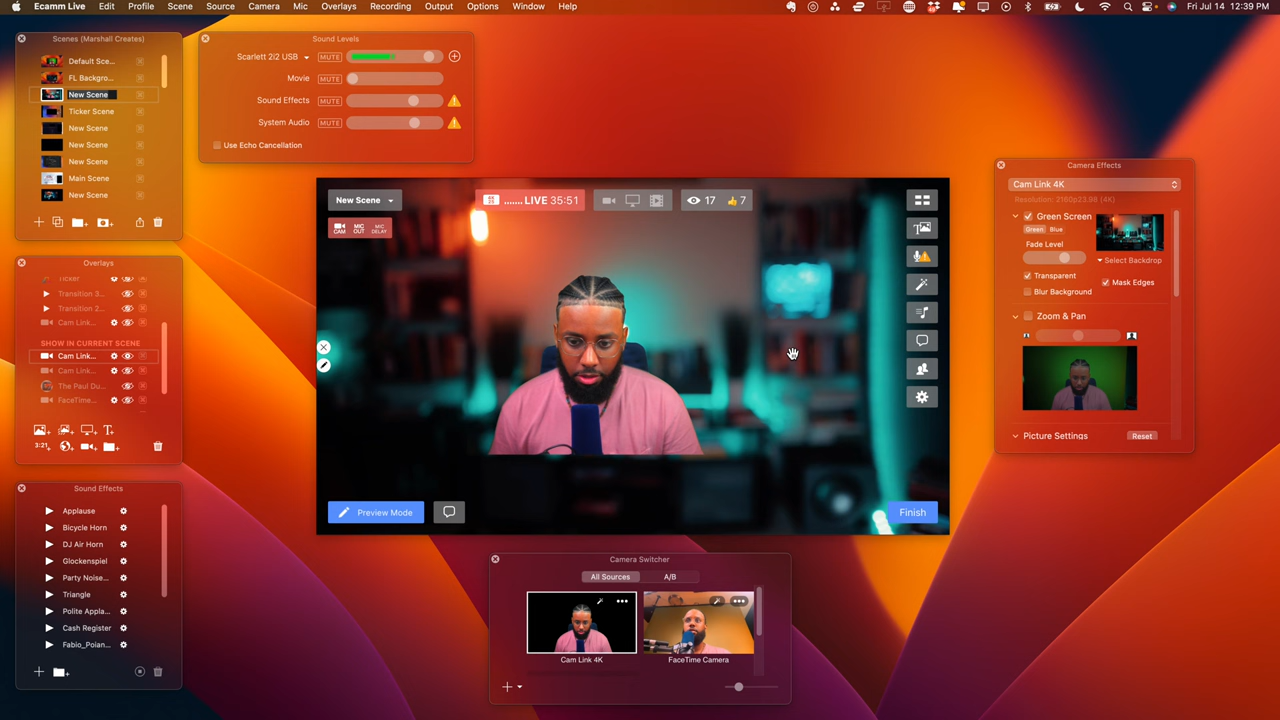 Ecamm Live Edit Profile Scene Source Camera Mic Overlays Recording Output Options Window Help Fri Jul 14 12:39 PM
Scenes (Marshall Creates)
Default Sce...
FL Backgro...
New Scene
Ticker Scene
New Scene
New Scene
New Scene
Main Scene
New Scene
Sound Levels
Scarlett 2i2 USB MUTE
Movie MUTE
Sound Effects MUTE
System Audio MUTE
Use Echo Cancellation
Overlays
Ticker
Transition 3...
Transition 2...
Cam Link...
SHOW IN CURRENT SCENE
Cam Link...
Cam Link...
The Paul Du...
FaceTime...
3:21
Sound Effects
Applause
Bicycle Horn
DJ Air Horn
Glockenspiel
Party Noise...
Triangle
Polite Appla...
Cash Register
Fabio_Polan...
New Scene
....... LIVE 35:51
17 7
CAM MIC OUT MIC DELAY
Preview Mode
Finish
Camera Switcher
All Sources A/B
Cam Link 4K FaceTime Camera
Camera Effects
Cam Link 4K
Resolution: 2160p23.98 (4K)
Green Screen
Green Blue
Fade Level
Select Backdrop
Transparent
Mask Edges
Blur Background
Zoom & Pan
Picture Settings Reset